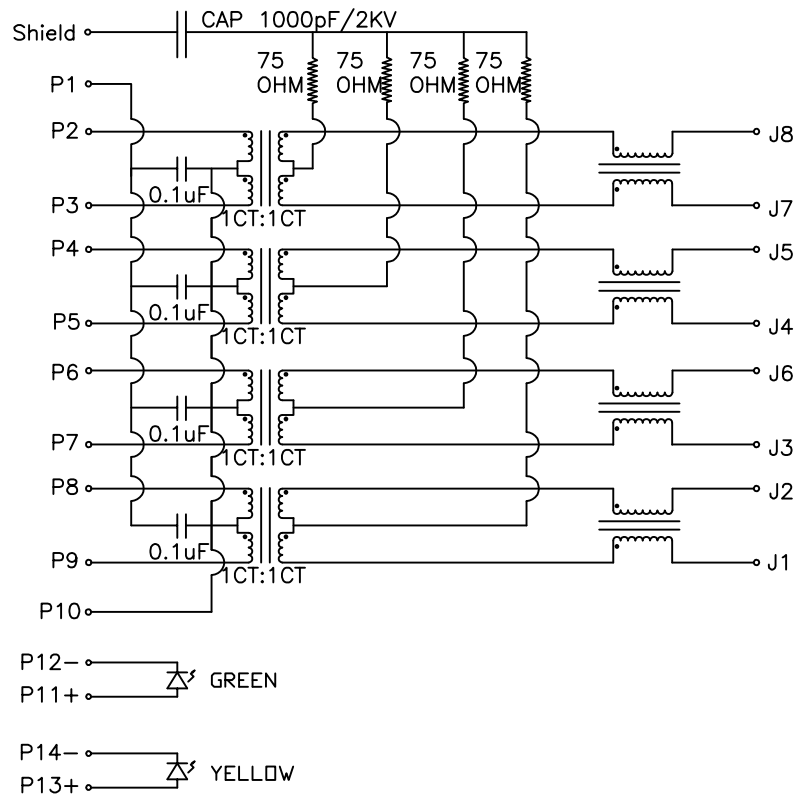 Shield CAP 1000pF/2KV
75 75 75 75
OHM OHM OHM OHM
P1
P2 J8
0.1uF
P3 J7
1CT:1CT
P4 J5
0.1uF
P5 J4
1CT:1CT
P6 J6
0.1uF
P7 J3
1CT:1CT
P8 J2
0.1uF
P9 J1
1CT:1CT
P10
P12-
GREEN
P11+
P14-
YELLOW
P13+